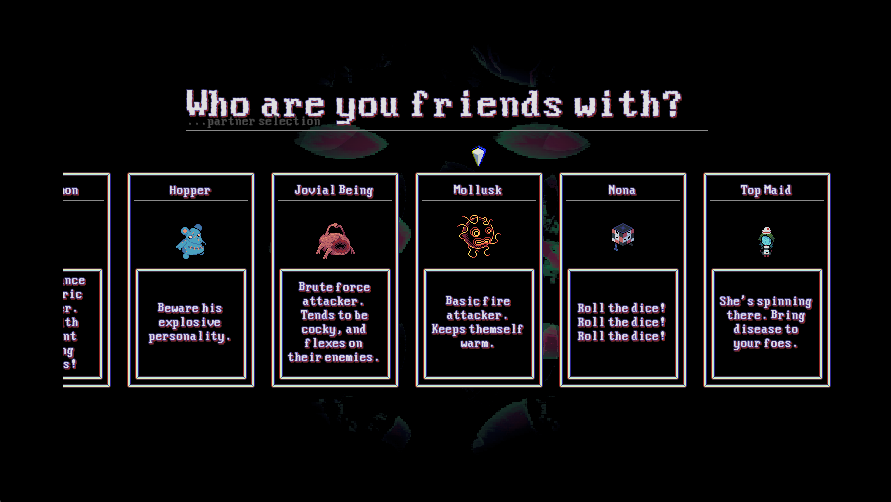 Who are you friends with?
...partner selection
Hopper
Beware his
explosive
personality.
Jovial Being
Brute force
attacker.
Tends to be
cocky, and
flexes on
their enemies.
Mollusk
Basic fire
attacker.
Keeps themself
warm.
Nona
Roll the dice!
Roll the dice!
Roll the dice!
Top Maid
She's spinning
there. Bring
disease to
your foes.